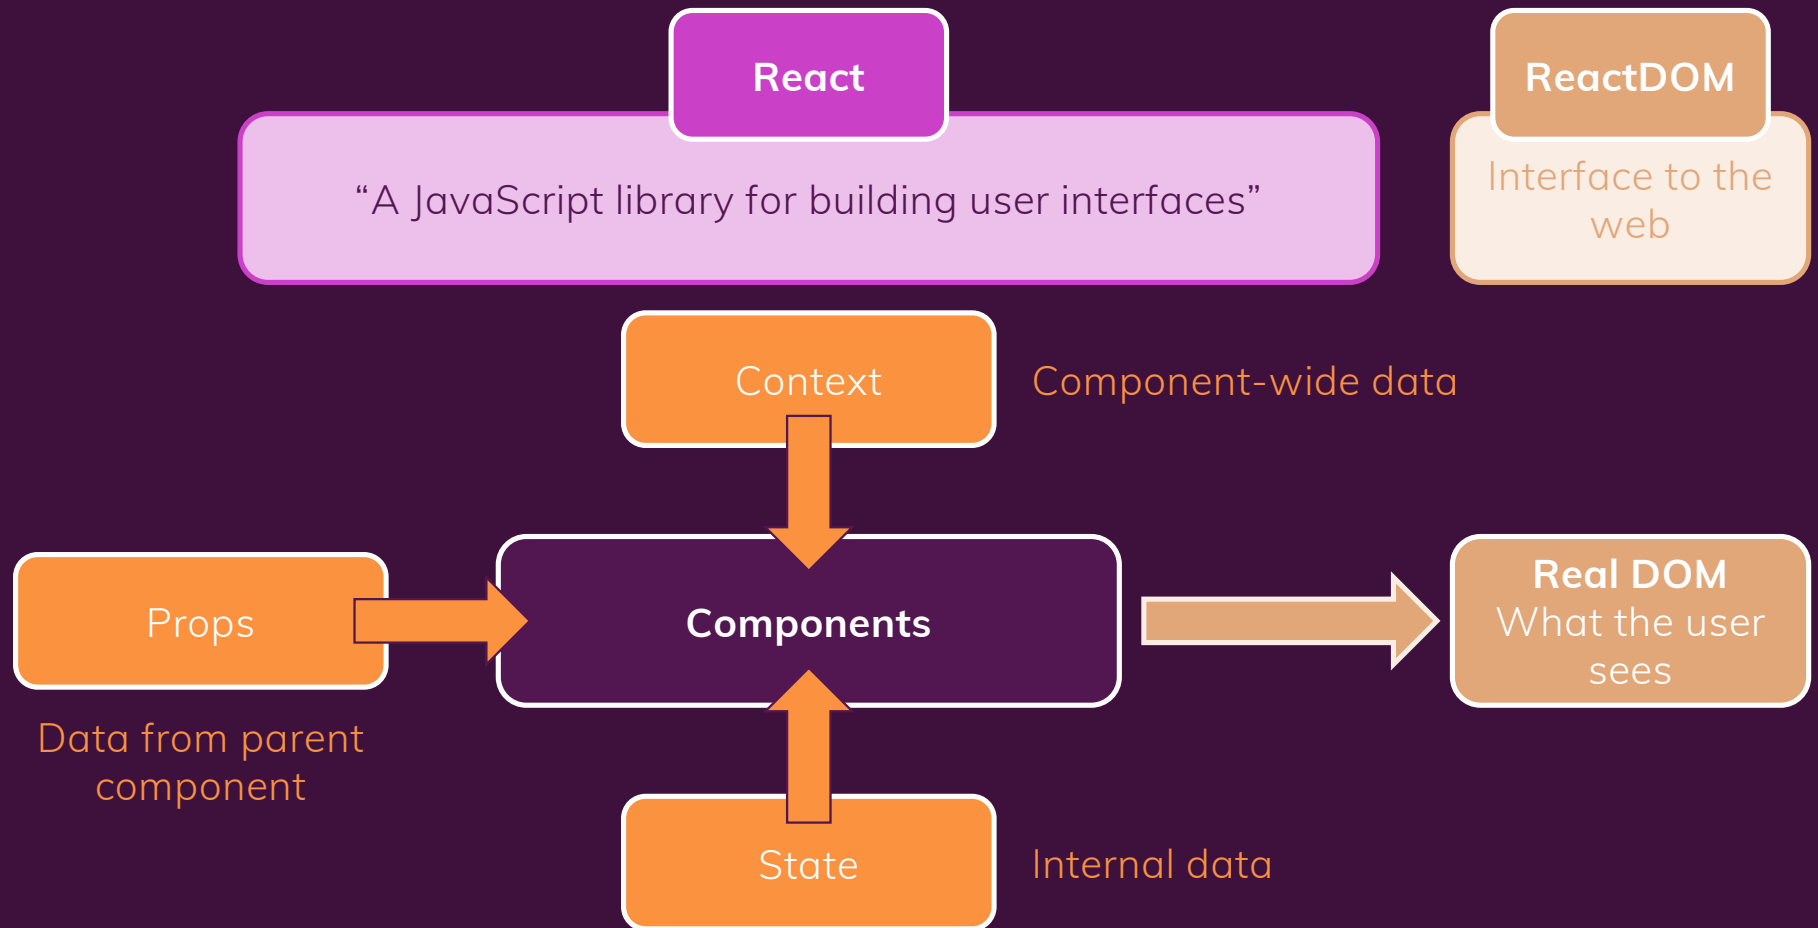 React
ReactDOM
“A JavaScript library for building user interfaces”
Interface to the
web
Context
Component-wide data
Props
Components
Real DOM
What the user
sees
Data from parent
component
State
Internal data